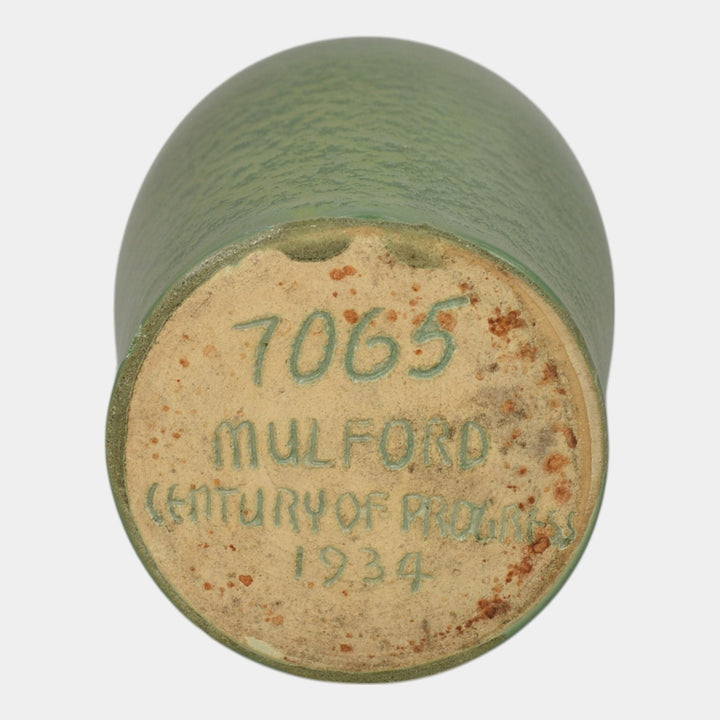 7065
MULFORD
CENTURY OF PROGRESS
1934